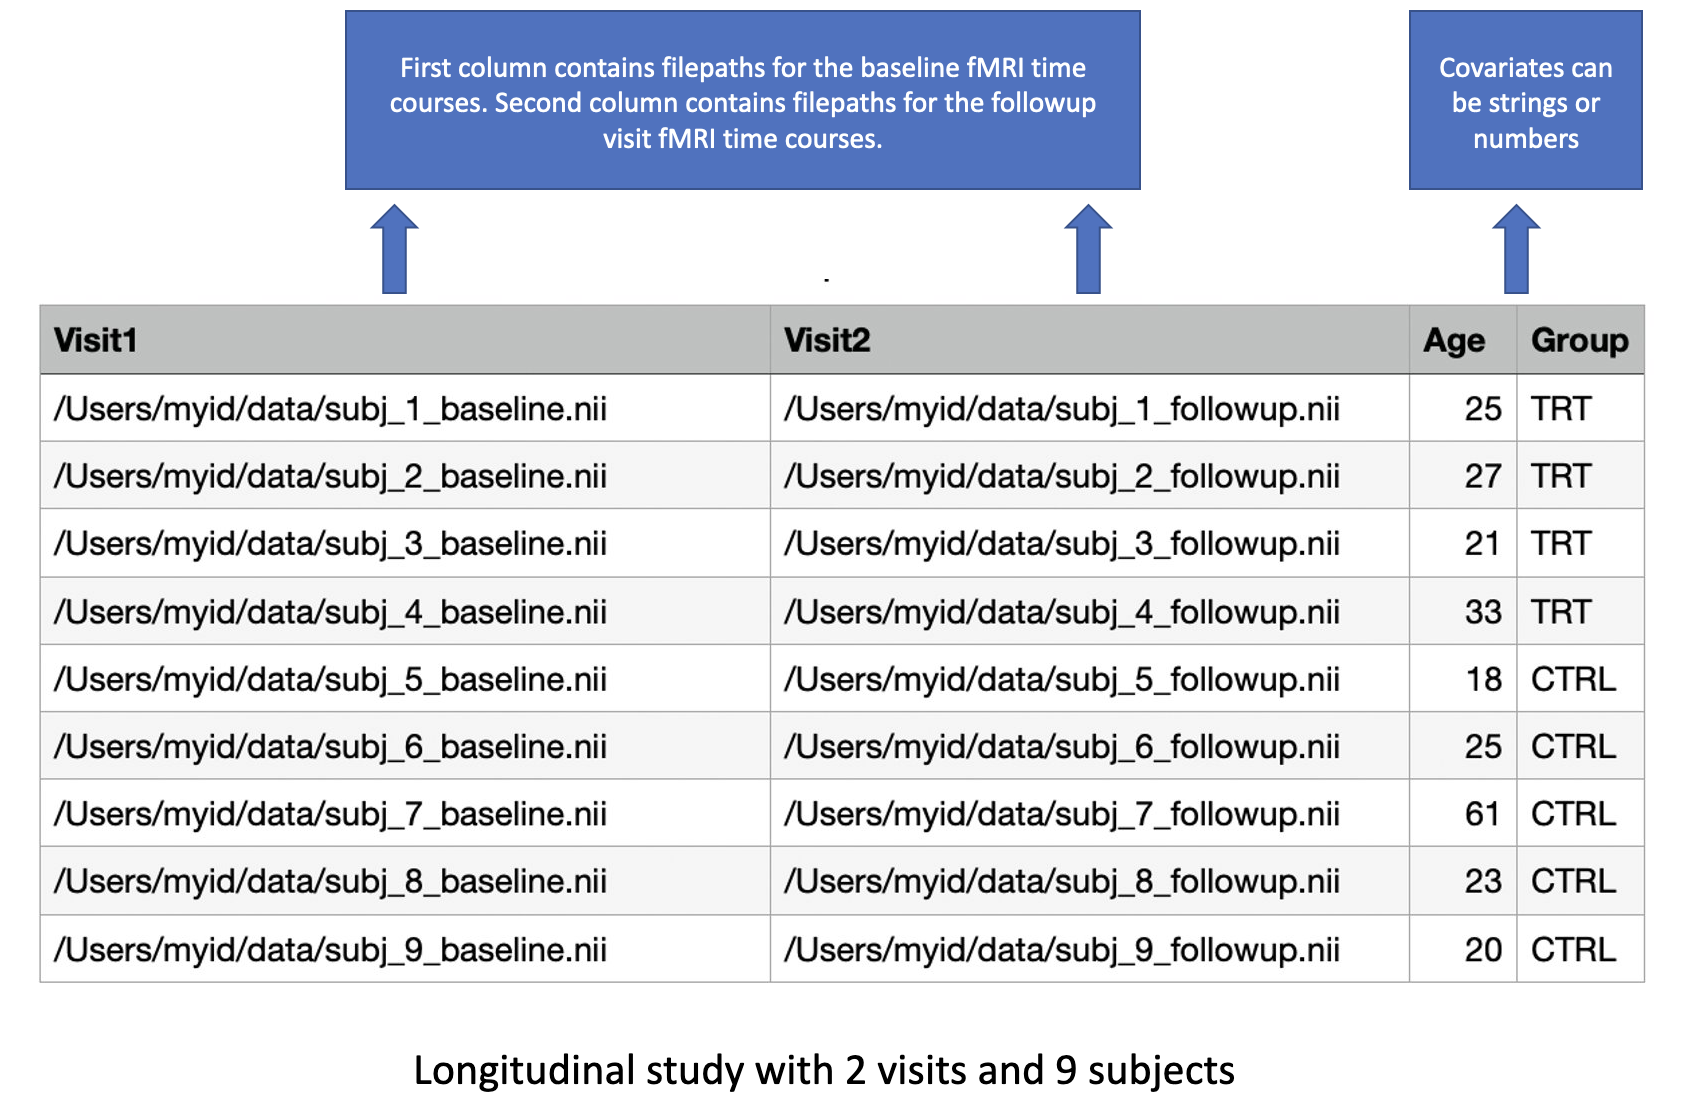 First column contains filepaths for the baseline fMRI time
courses. Second column contains filepaths for the followup
visit fMRI time courses.
Covariates can
be strings or
numbers
Visit1 Visit2 Age Group
/Users/myid/data/subj_1_baseline.nii /Users/myid/data/subj_1_followup.nii 25 TRT
/Users/myid/data/subj_2_baseline.nii /Users/myid/data/subj_2_followup.nii 27 TRT
/Users/myid/data/subj_3_baseline.nii /Users/myid/data/subj_3_followup.nii 21 TRT
/Users/myid/data/subj_4_baseline.nii /Users/myid/data/subj_4_followup.nii 33 TRT
/Users/myid/data/subj_5_baseline.nii /Users/myid/data/subj_5_followup.nii 18 CTRL
/Users/myid/data/subj_6_baseline.nii /Users/myid/data/subj_6_followup.nii 25 CTRL
/Users/myid/data/subj_7_baseline.nii /Users/myid/data/subj_7_followup.nii 61 CTRL
/Users/myid/data/subj_8_baseline.nii /Users/myid/data/subj_8_followup.nii 23 CTRL
/Users/myid/data/subj_9_baseline.nii /Users/myid/data/subj_9_followup.nii 20 CTRL
Longitudinal study with 2 visits and 9 subjects